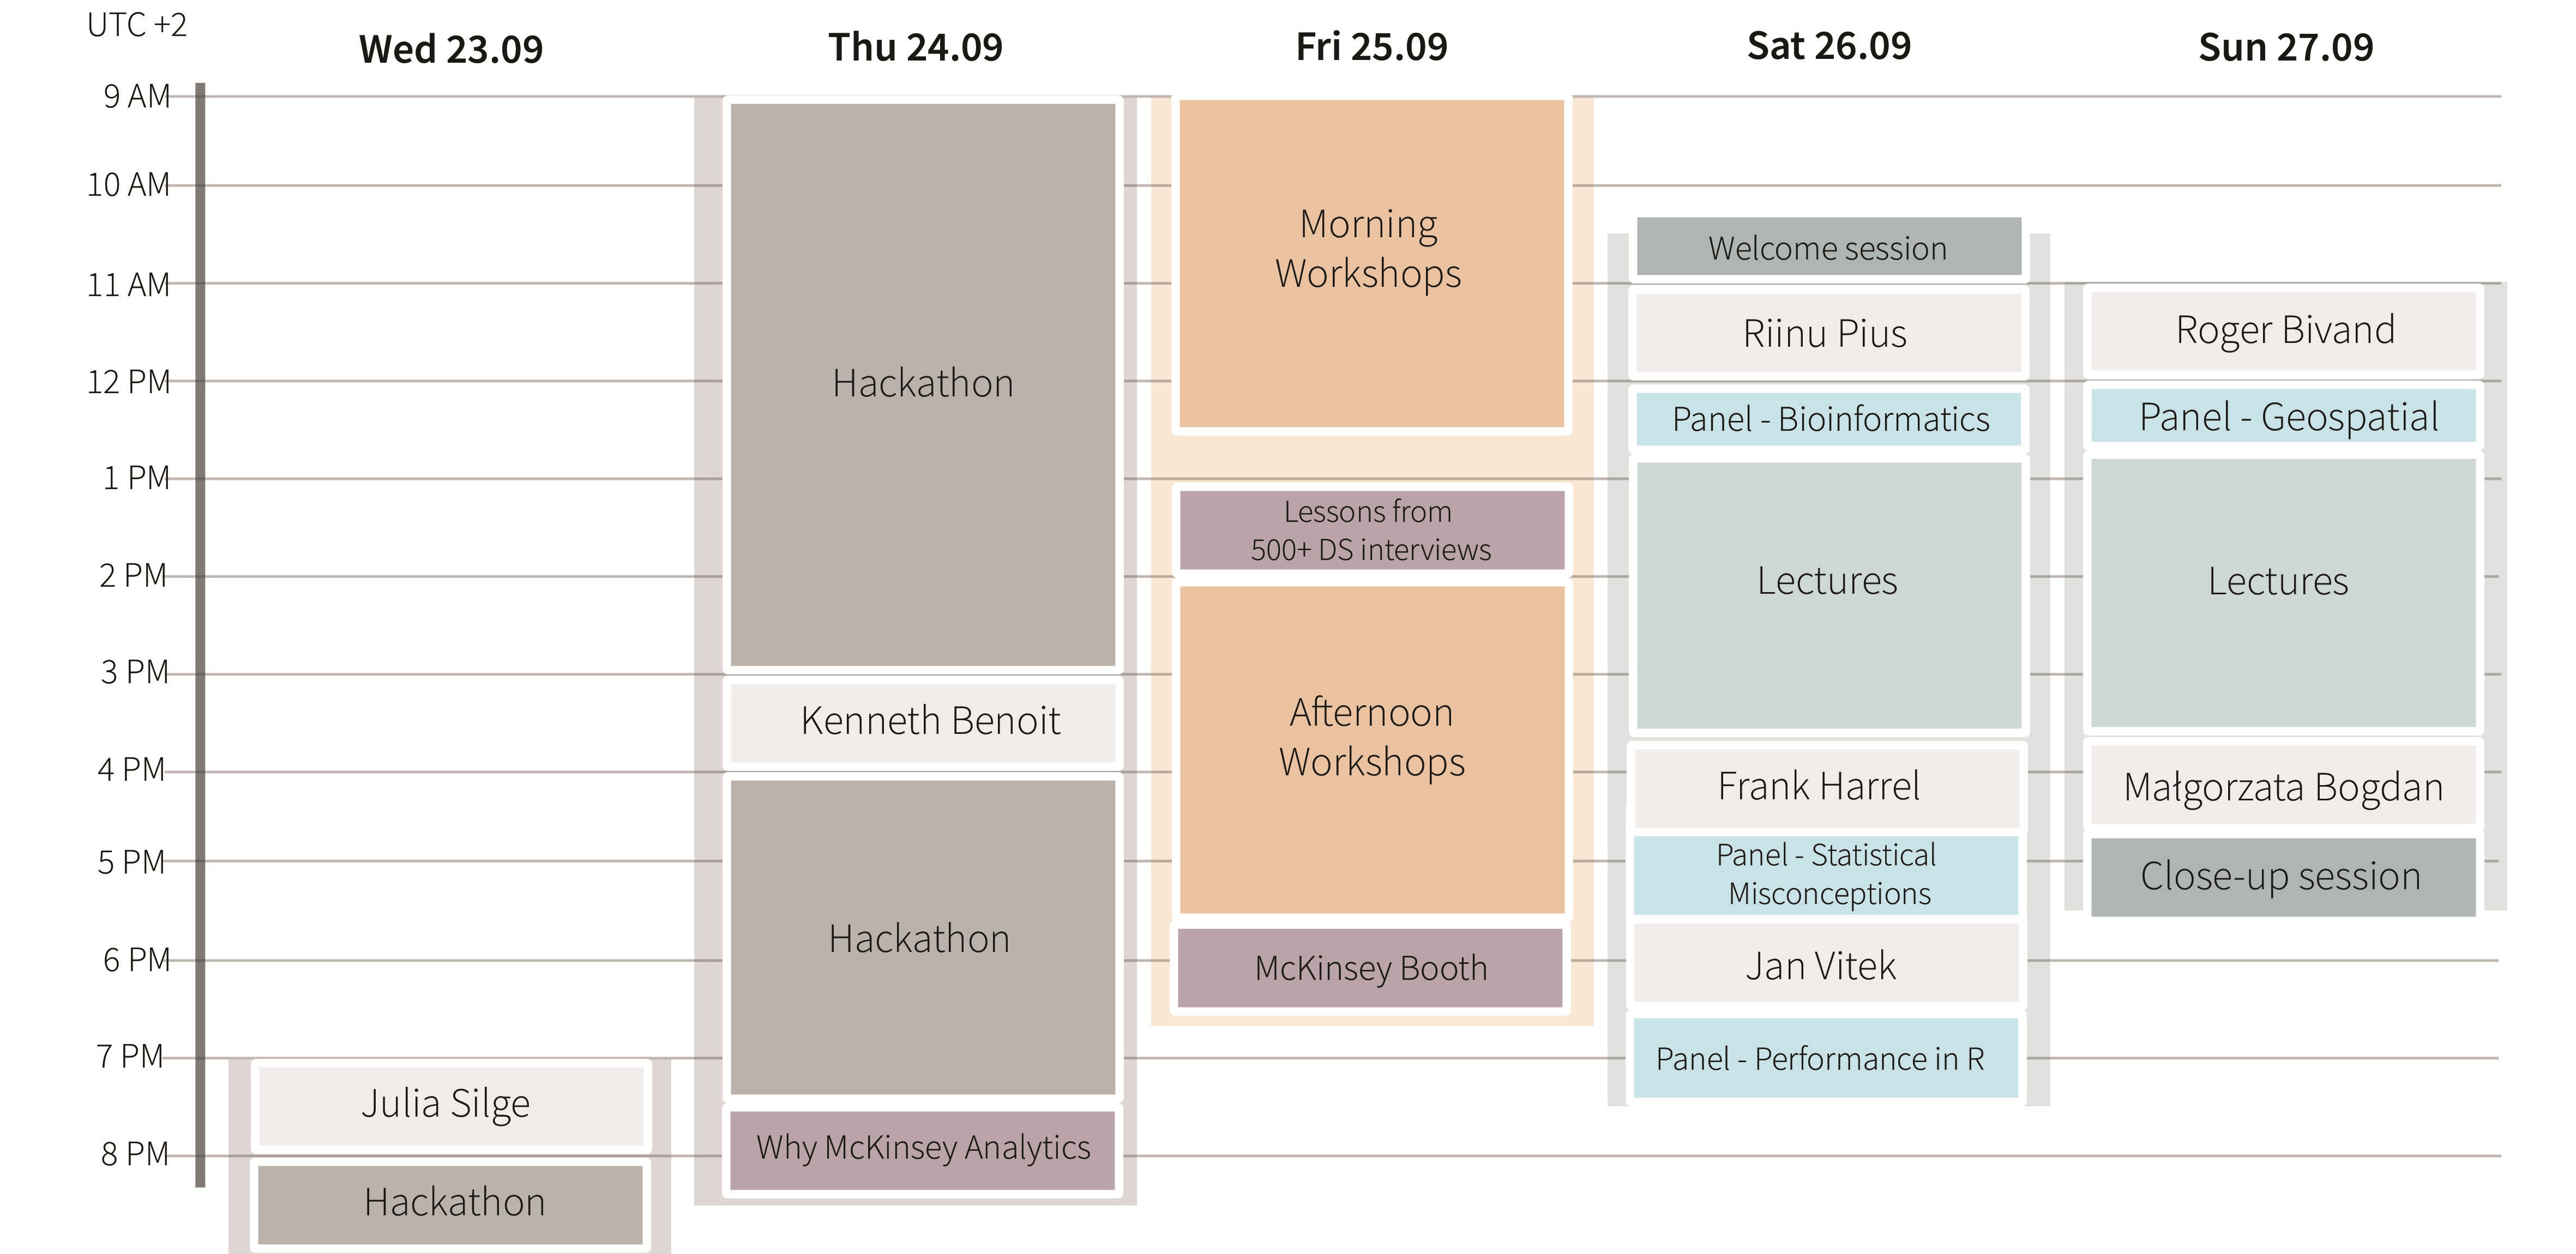 UTC +2
Wed 23.09
Thu 24.09
Fri 25.09
Sat 26.09
Sun 27.09
9 AM
10 AM
11 AM
12 PM
1 PM
2 PM
3 PM
4 PM
5 PM
6 PM
7 PM
8 PM
Julia Silge
Hackathon
Hackathon
Kenneth Benoit
Hackathon
Why McKinsey Analytics
Morning
Workshops
Lessons from
500+ DS interviews
Afternoon
Workshops
McKinsey Booth
Welcome session
Riinu Pius
Panel - Bioinformatics
Lectures
Frank Harrel
Panel - Statistical
Misconceptions
Jan Vitek
Panel - Performance in R
Roger Bivand
Panel - Geospatial
Lectures
Małgorzata Bogdan
Close-up session